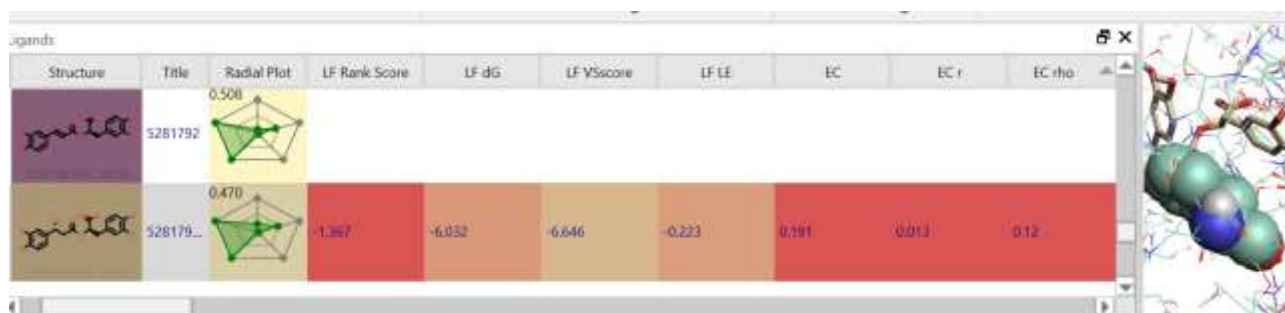 Ligands
Structure Title Radial Plot LF Rank Score LF dG LF VSscore LF LE EC EC r EC rho
0.508
5281792
0.470
528179... -1.367 -6.032 -6.646 -0.223 0.191 0.013 0.12